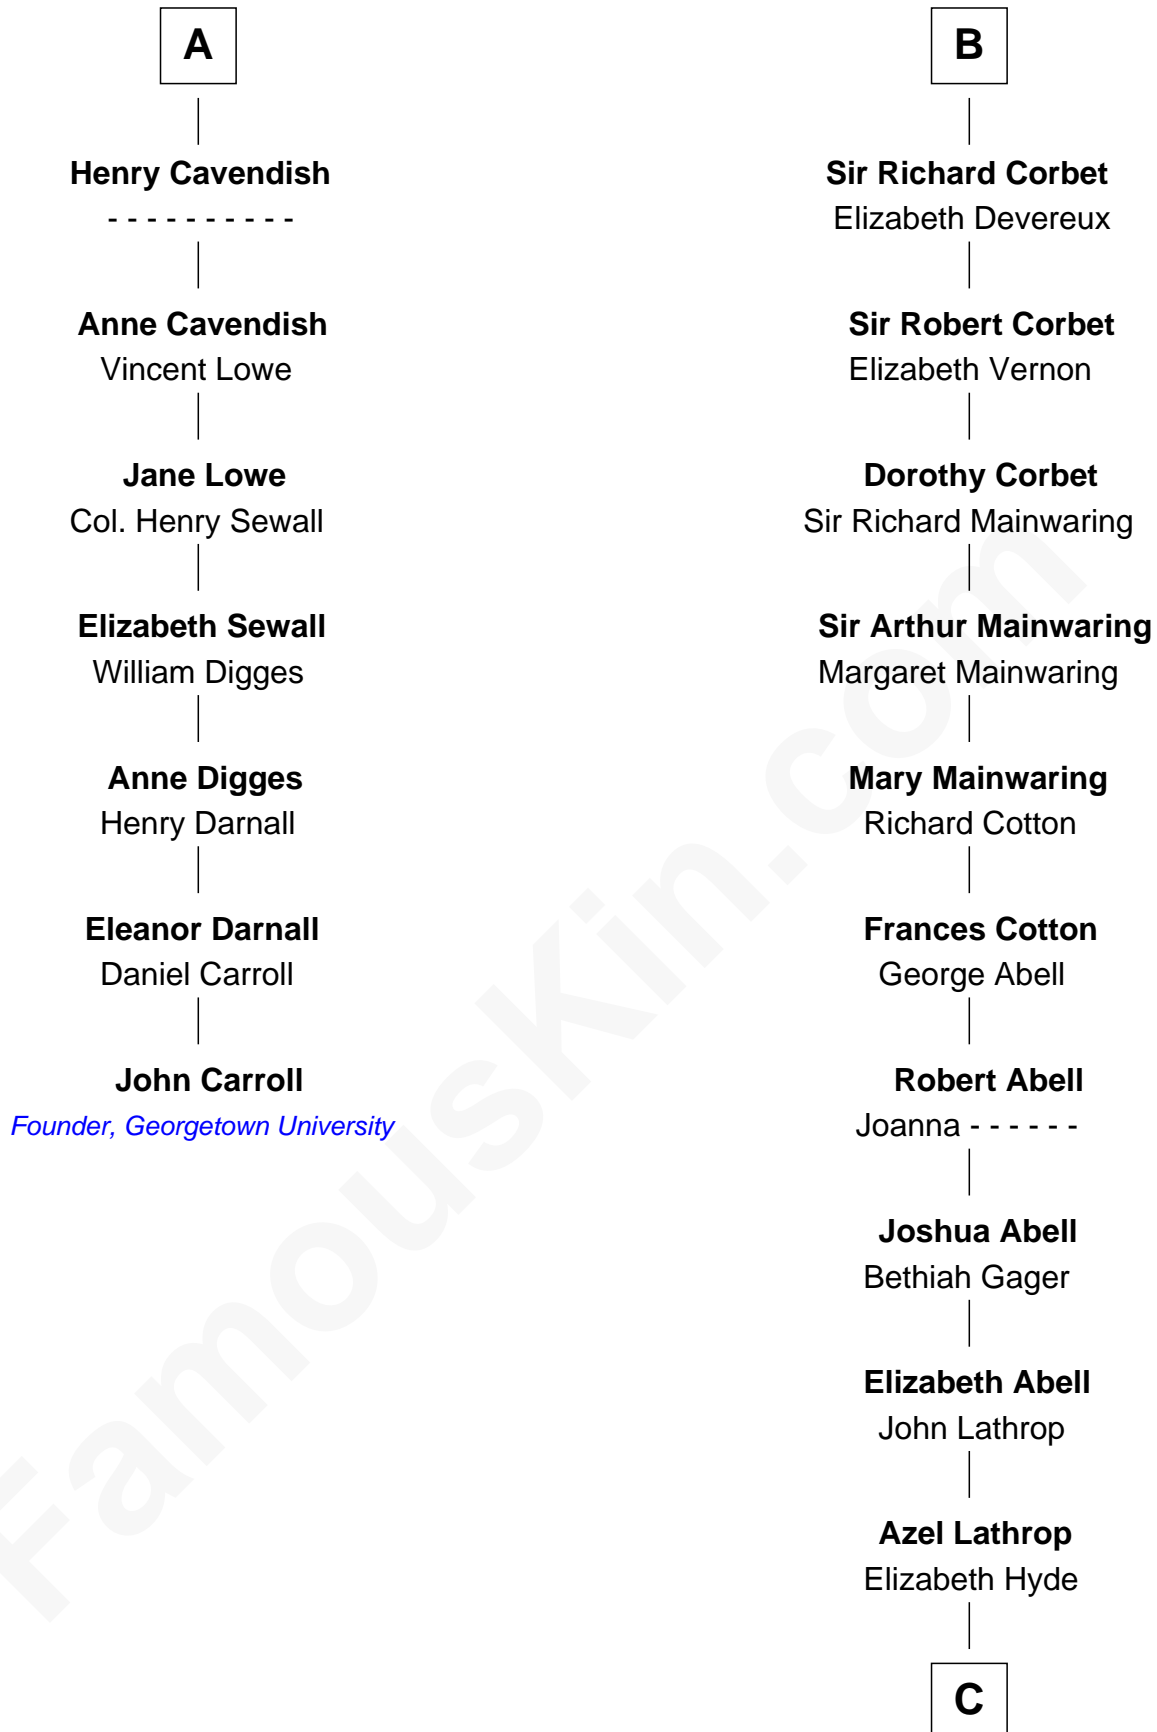 A
Henry Cavendish
- - - - - - - - - -
Anne Cavendish
Vincent Lowe
Jane Lowe
Col. Henry Sewall
Elizabeth Sewall
William Digges
Anne Digges
Henry Darnall
Eleanor Darnall
Daniel Carroll
John Carroll
Founder, Georgetown University
B
Sir Richard Corbet
Elizabeth Devereux
Sir Robert Corbet
Elizabeth Vernon
Dorothy Corbet
Sir Richard Mainwaring
Sir Arthur Mainwaring
Margaret Mainwaring
Mary Mainwaring
Richard Cotton
Frances Cotton
George Abell
Robert Abell
Joanna - - - - - -
Joshua Abell
Bethiah Gager
Elizabeth Abell
John Lathrop
Azel Lathrop
Elizabeth Hyde
C
FamousKin.com